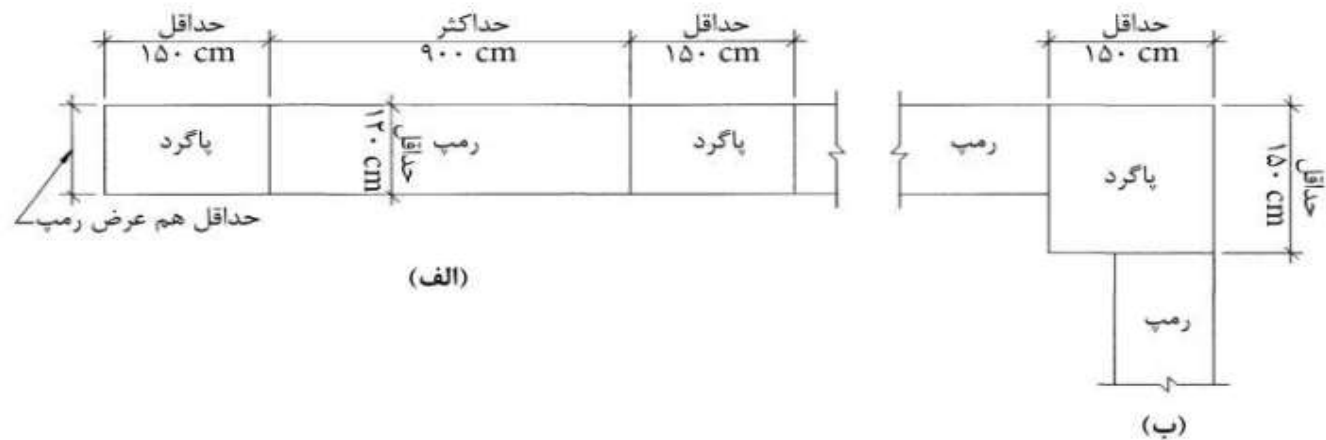 حداقل
۱۵۰ cm
حداکثر
۹۰۰ cm
حداقل
۱۵۰ cm
حداقل
۱۵۰ cm
پاگرد
حداقل
۱۲۰ cm
رمپ
پاگرد
رمپ
پاگرد
حداقل
۱۵۰ cm
حداقل هم عرض رمپ
رمپ
(الف)
(ب)